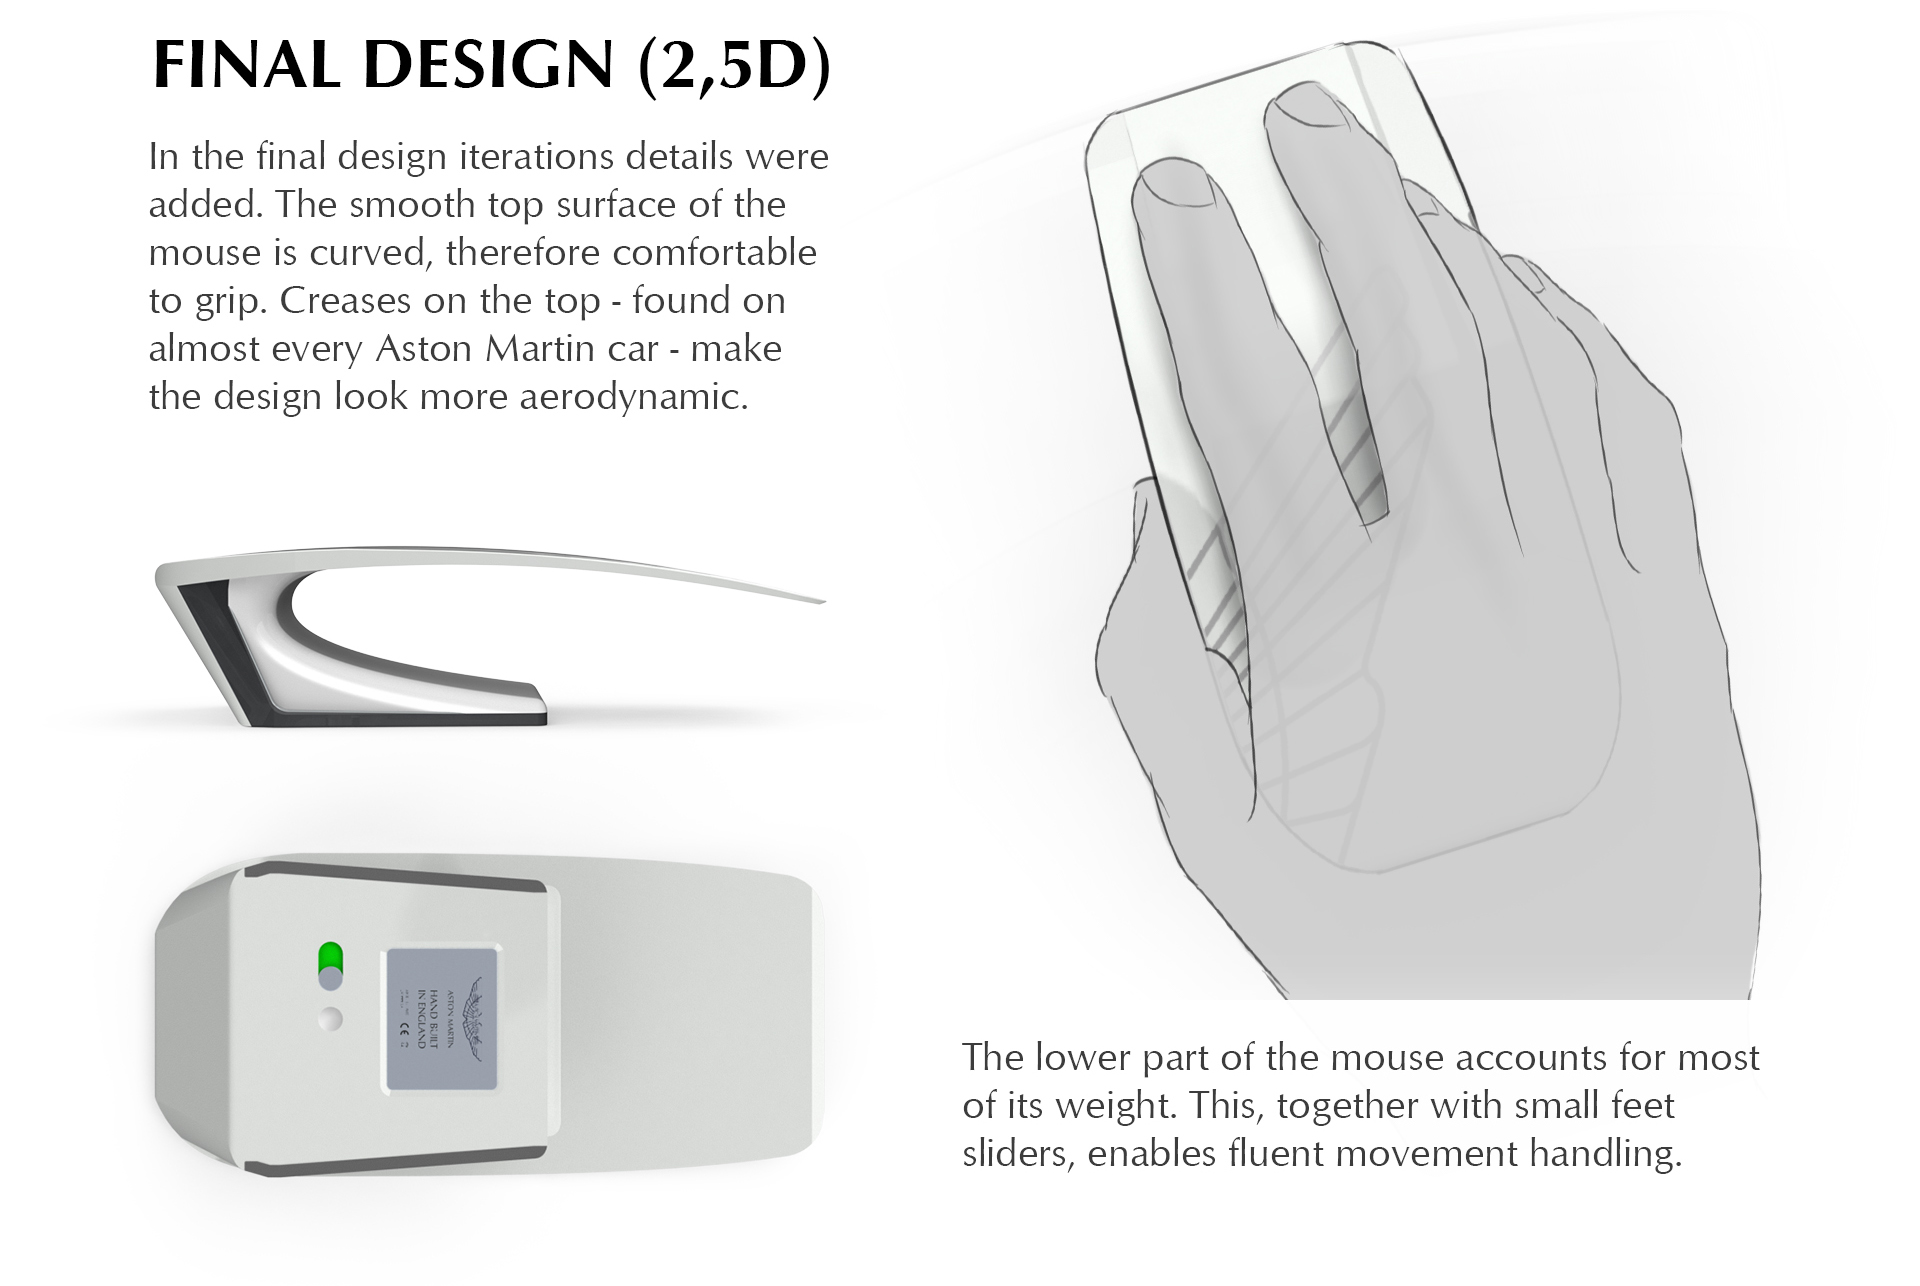 FINAL DESIGN (2,5D)
In the final design iterations details were
added. The smooth top surface of the
mouse is curved, therefore comfortable
to grip. Creases on the top - found on
almost every Aston Martin car - make
the design look more aerodynamic.
ASTON MARTIN
HAND BUILT
IN ENGLAND
CE
The lower part of the mouse accounts for most
of its weight. This, together with small feet
sliders, enables fluent movement handling.